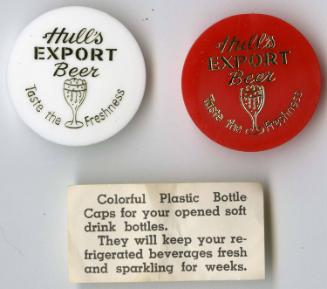 Hull's
EXPORT
Beer
Taste the Freshness
Hull's
EXPORT
Beer
Taste the Freshness
Colorful Plastic Bottle
Caps for your opened soft
drink bottles.
They will keep your re-
frigerated beverages fresh
and sparkling for weeks.